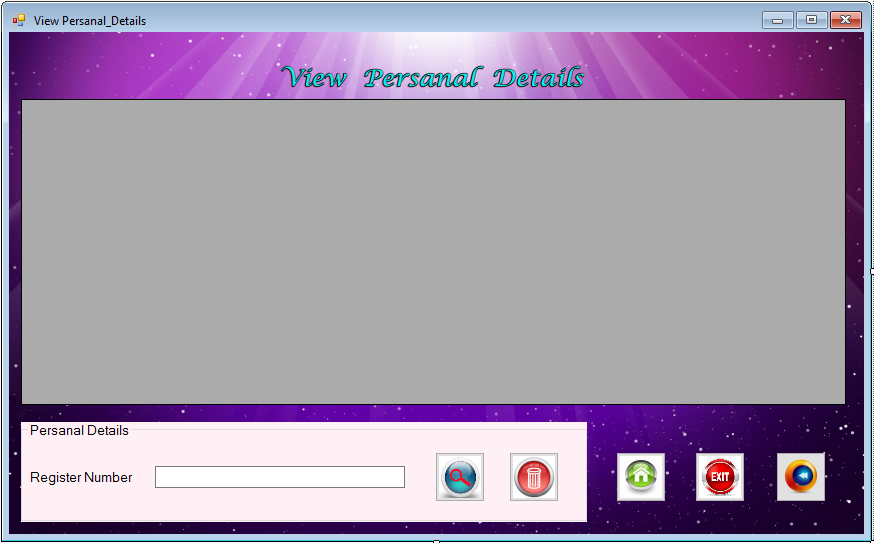 View Persanal_Details
View Persanal Details
Persanal Details
Register Number
EXIT